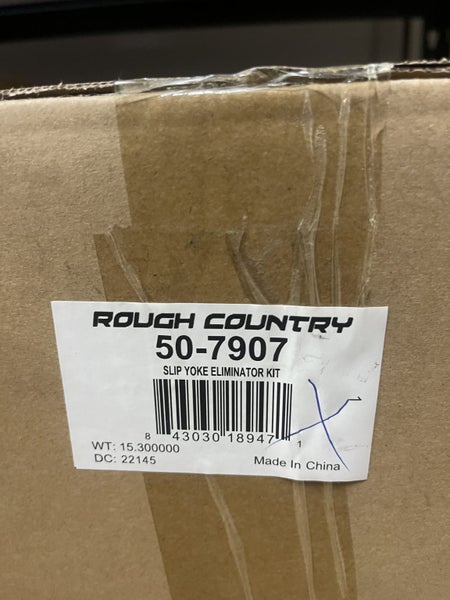 ROUGH COUNTRY
50-7907
SLIP YOKE ELIMINATOR KIT
8 43030 18947 1
WT: 15.300000
DC: 22145
Made In China